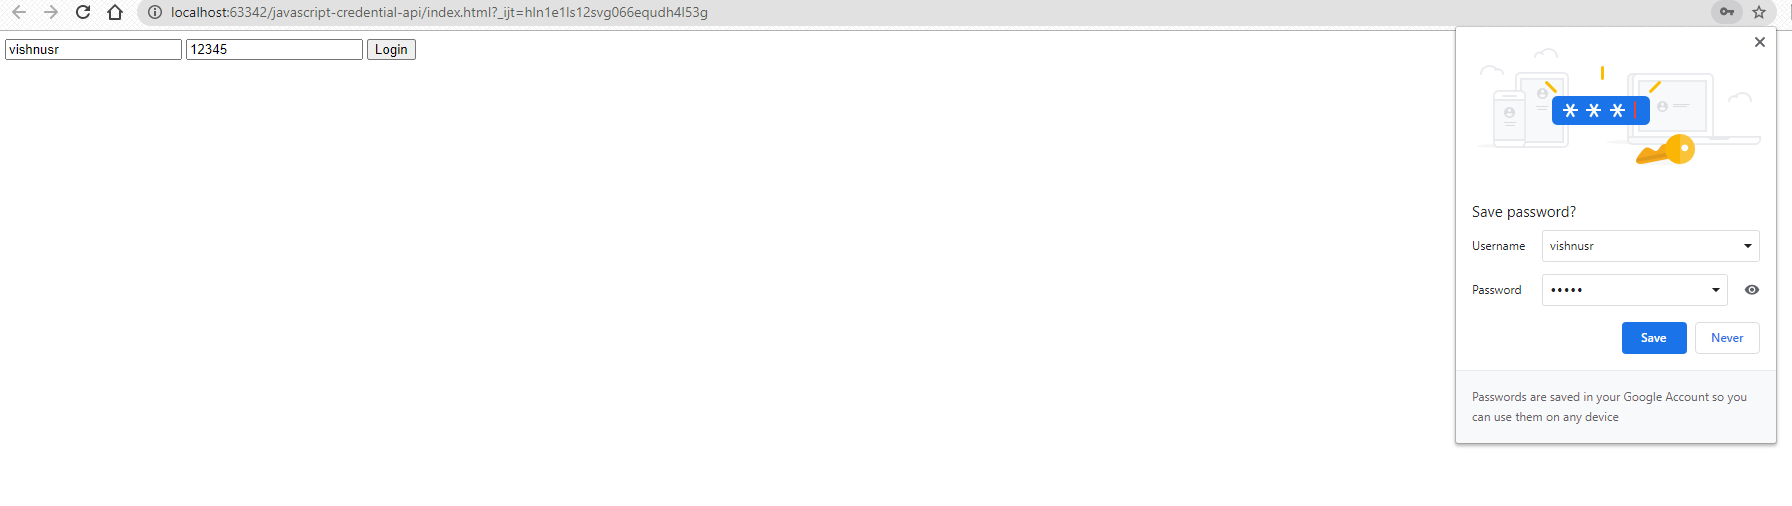 localhost:63342/javascript-credential-api/index.html?_ijt=hln1e1ls12svg066equdh4l53g
vishnusr 12345 Login
***
Save password?
Username vishnusr
Password •••••
Save Never
Passwords are saved in your Google Account so you
can use them on any device